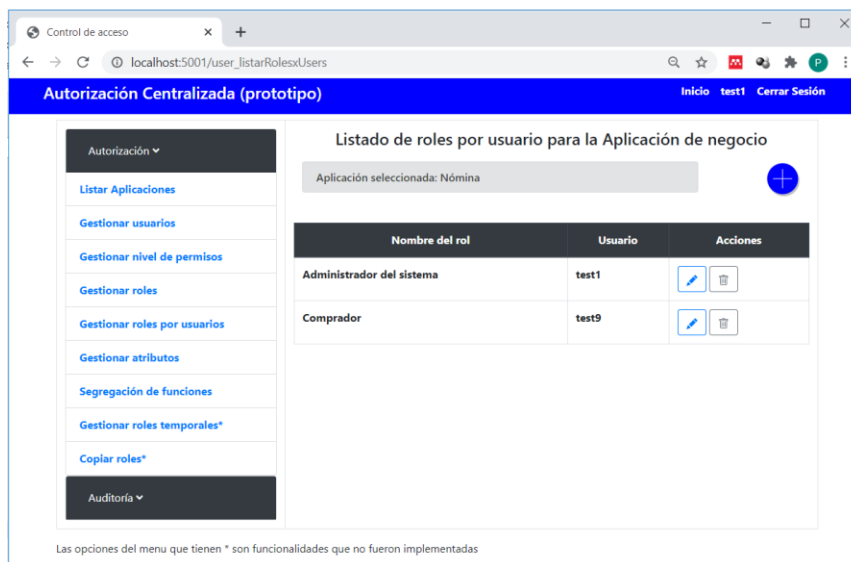 Control de acceso
localhost:5001/user_listarRolesxUsers
P
Autorización Centralizada (prototipo)
Inicio test1 Cerrar Sesión
Autorización
Listar Aplicaciones
Gestionar usuarios
Gestionar nivel de permisos
Gestionar roles
Gestionar roles por usuarios
Gestionar atributos
Segregación de funciones
Gestionar roles temporales*
Copiar roles*
Auditoría
Listado de roles por usuario para la Aplicación de negocio
Aplicación seleccionada: Nómina
Nombre del rol Usuario Acciones
Administrador del sistema test1
Comprador test9
Las opciones del menu que tienen * son funcionalidades que no fueron implementadas